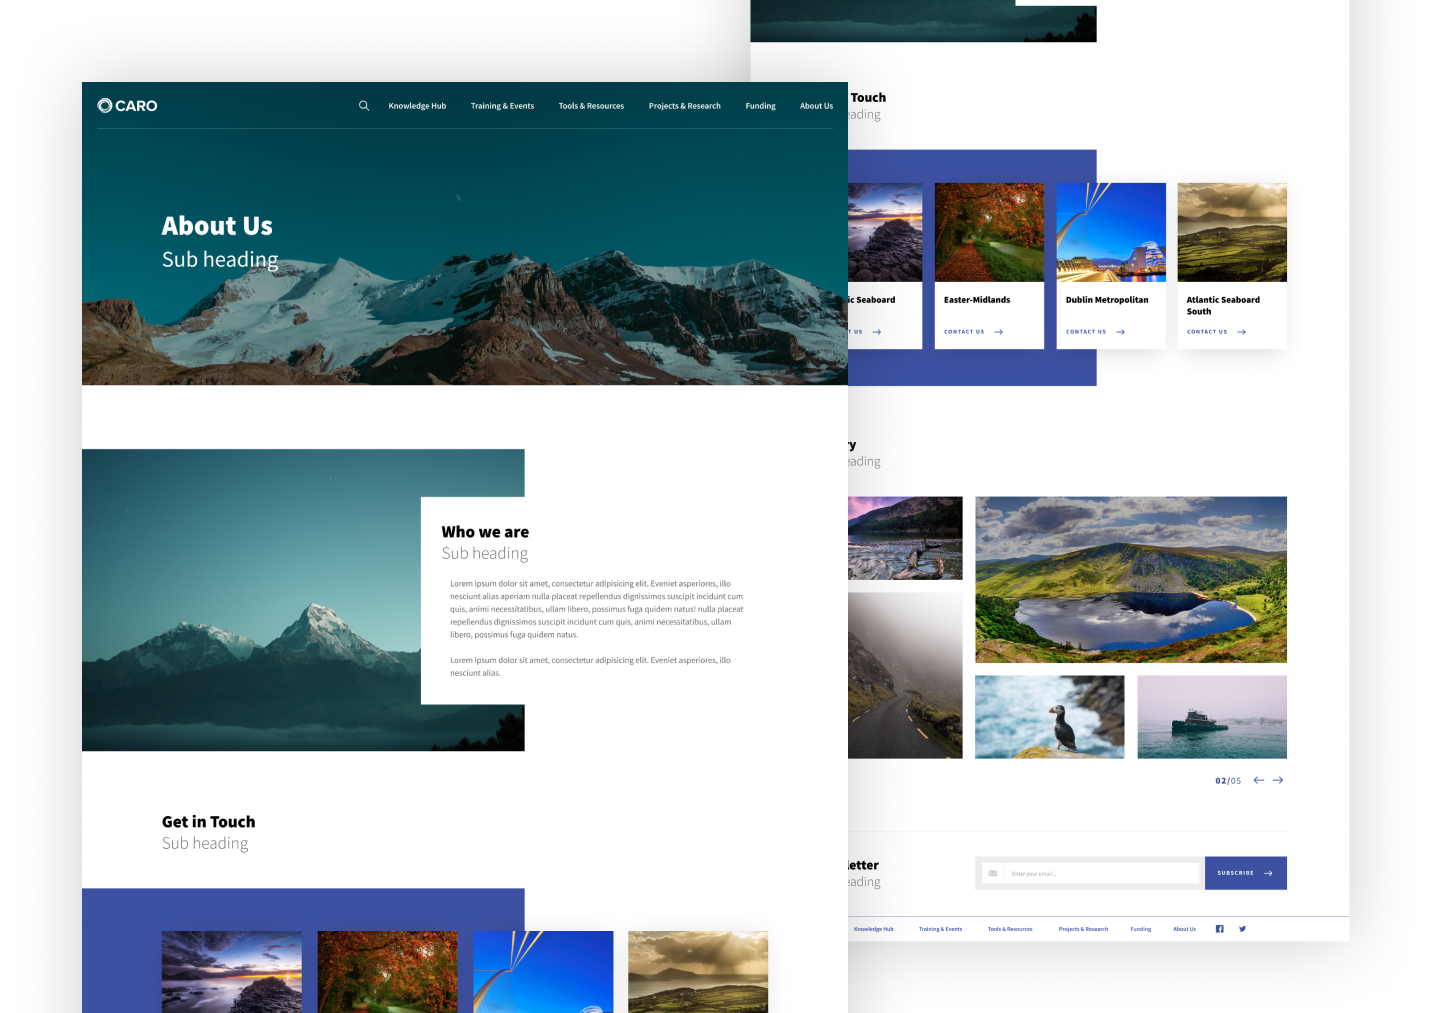 CARO
Knowledge Hub
Training & Events
Tools & Resources
Projects & Research
Funding
About Us
About Us
Sub heading
Who we are
Sub heading
Lorem ipsum dolor sit amet, consectetur adipisicing elit. Eveniet asperiores, illo
nesciunt alias aperiam nulla placeat repellendus dignissimos suscipit incidunt cum
quis, animi necessitatibus, ullam libero, possimus fuga quidem natus! nulla placeat
repellendus dignissimos suscipit incidunt cum quis, animi necessitatibus, ullam
libero, possimus fuga quidem natus.
Lorem ipsum dolor sit amet, consectetur adipisicing elit. Eveniet asperiores, illo
nesciunt alias.
Get in Touch
Sub heading
Touch
eading
ic Seaboard
T US
Easter-Midlands
CONTACT US
Dublin Metropolitan
CONTACT US
Atlantic Seaboard
South
CONTACT US
ry
eading
02/05
letter
eading
Enter your email...
SUBSCRIBE
Knowledge Hub
Training & Events
Tools & Resources
Projects & Research
Funding
About Us